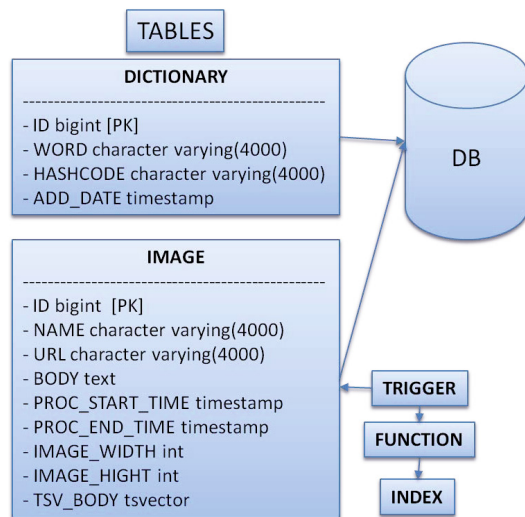 TABLES
DICTIONARY
------------------------------------------------
- ID bigint [PK]
- WORD character varying(4000)
- HASHCODE character varying(4000)
- ADD_DATE timestamp
DB
IMAGE
------------------------------------------------
- ID bigint  [PK]
- NAME character varying(4000)
- URL character varying(4000)
- BODY text
- PROC_START_TIME timestamp
- PROC_END_TIME timestamp
- IMAGE_WIDTH int
- IMAGE_HIGHT int
- TSV_BODY tsvector
TRIGGER
FUNCTION
INDEX